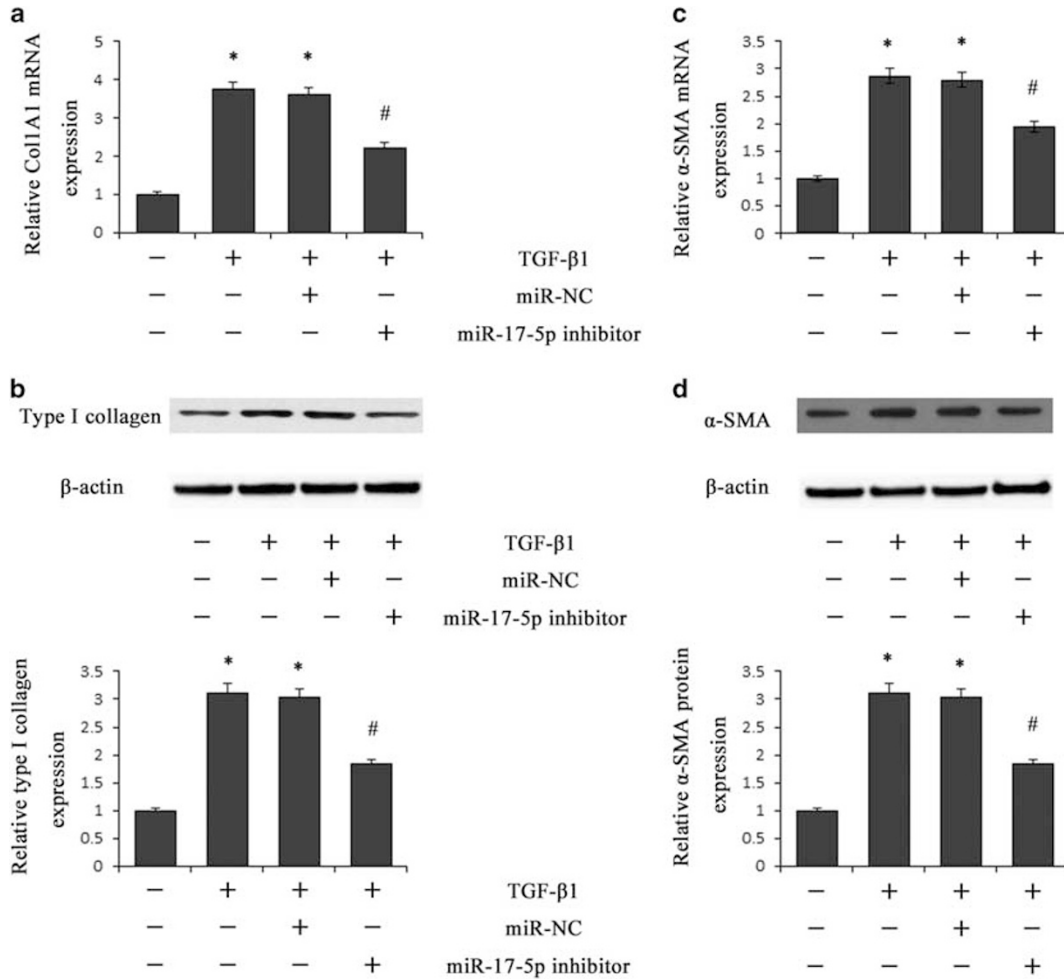 a
Relative Col1A1 mRNA
expression
5
4
3
2
1
0
* * #
− + + + TGF-β1
− − + − miR-NC
− − − + miR-17-5p inhibitor
c
Relative α-SMA mRNA
expression
3.5
3
2.5
2
1.5
1
0.5
0
* * #
− + + +
− − + −
− − − +
b
Type I collagen
β-actin
− + + + TGF-β1
− − + − miR-NC
− − − + miR-17-5p inhibitor
Relative type I collagen
expression
3.5
3
2.5
2
1.5
1
0.5
0
* * #
− + + + TGF-β1
− − + − miR-NC
− − − + miR-17-5p inhibitor
d
α-SMA
β-actin
− + + +
− − + −
− − − +
Relative α-SMA protein
expression
3.5
3
2.5
2
1.5
1
0.5
0
* * #
− + + +
− − + −
− − − +